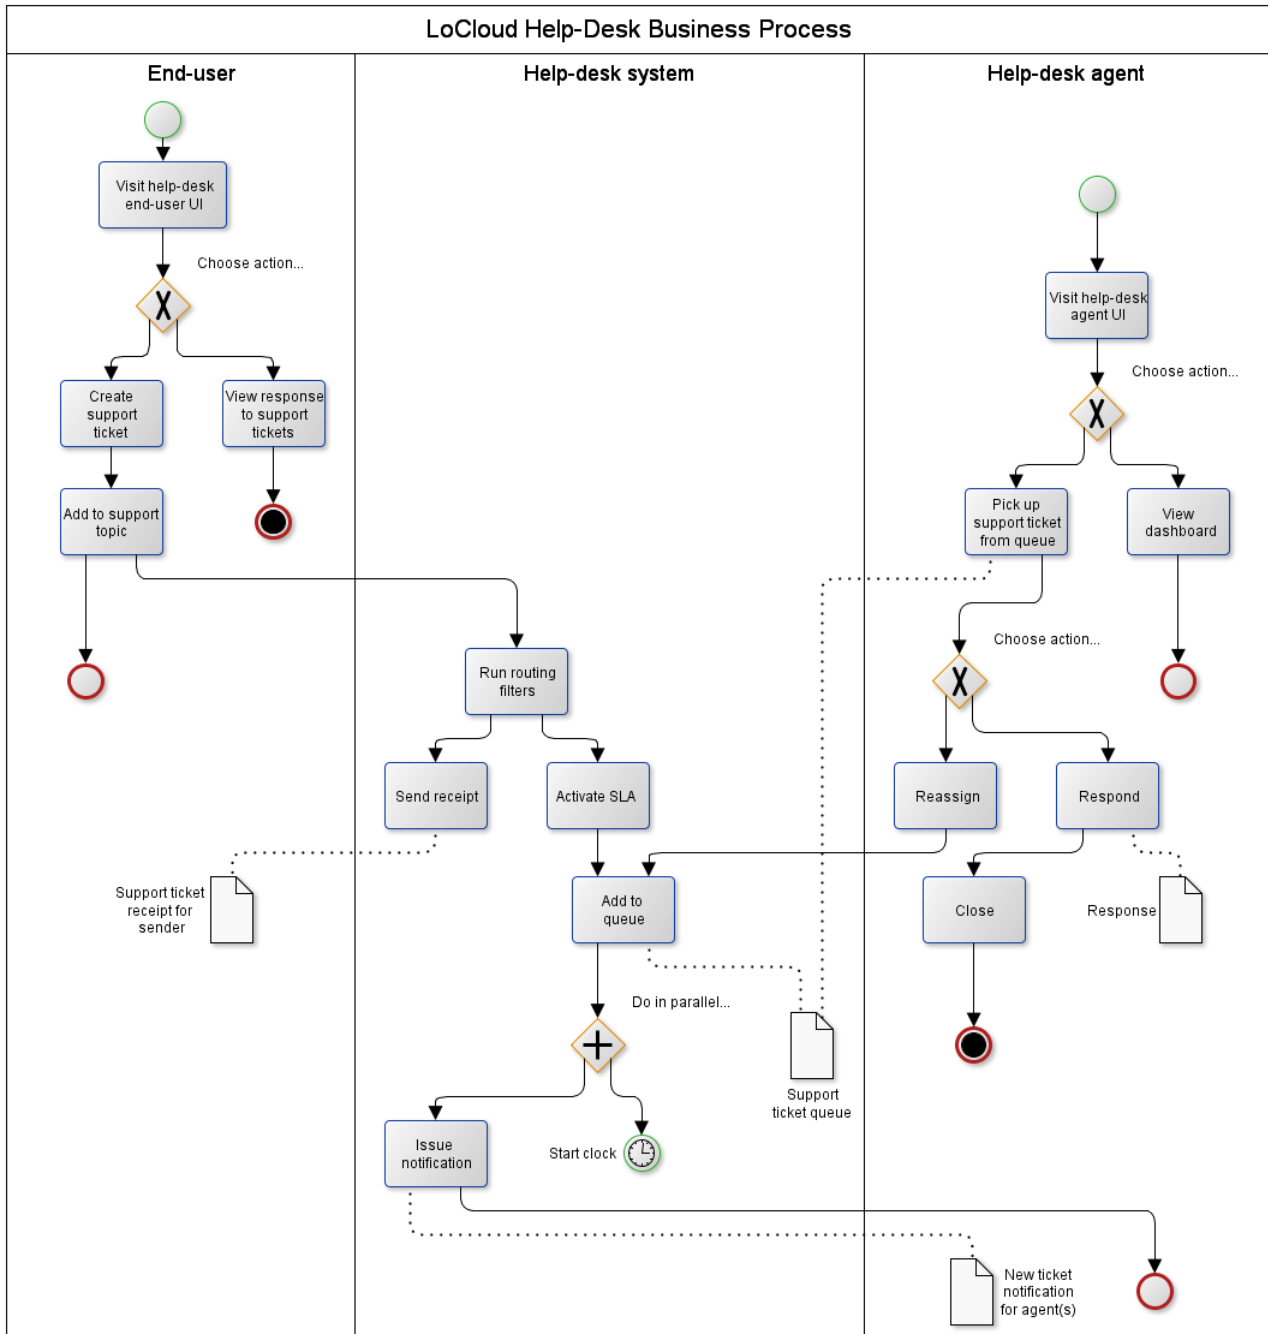 LoCloud Help-Desk Business Process
End-user
Help-desk system
Help-desk agent
Visit help-desk
end-user UI
Choose action...
X
Create
support
ticket
View response
to support
tickets
Add to support
topic
Visit help-desk
agent UI
Choose action...
X
Pick up
support ticket
from queue
View
dashboard
Choose action...
X
Run routing
filters
Send receipt
Activate SLA
Reassign
Respond
Support ticket
receipt for
sender
Add to
queue
Close
Response
Do in parallel...
+
Support
ticket queue
Issue
notification
Start clock
New ticket
notification
for agent(s)